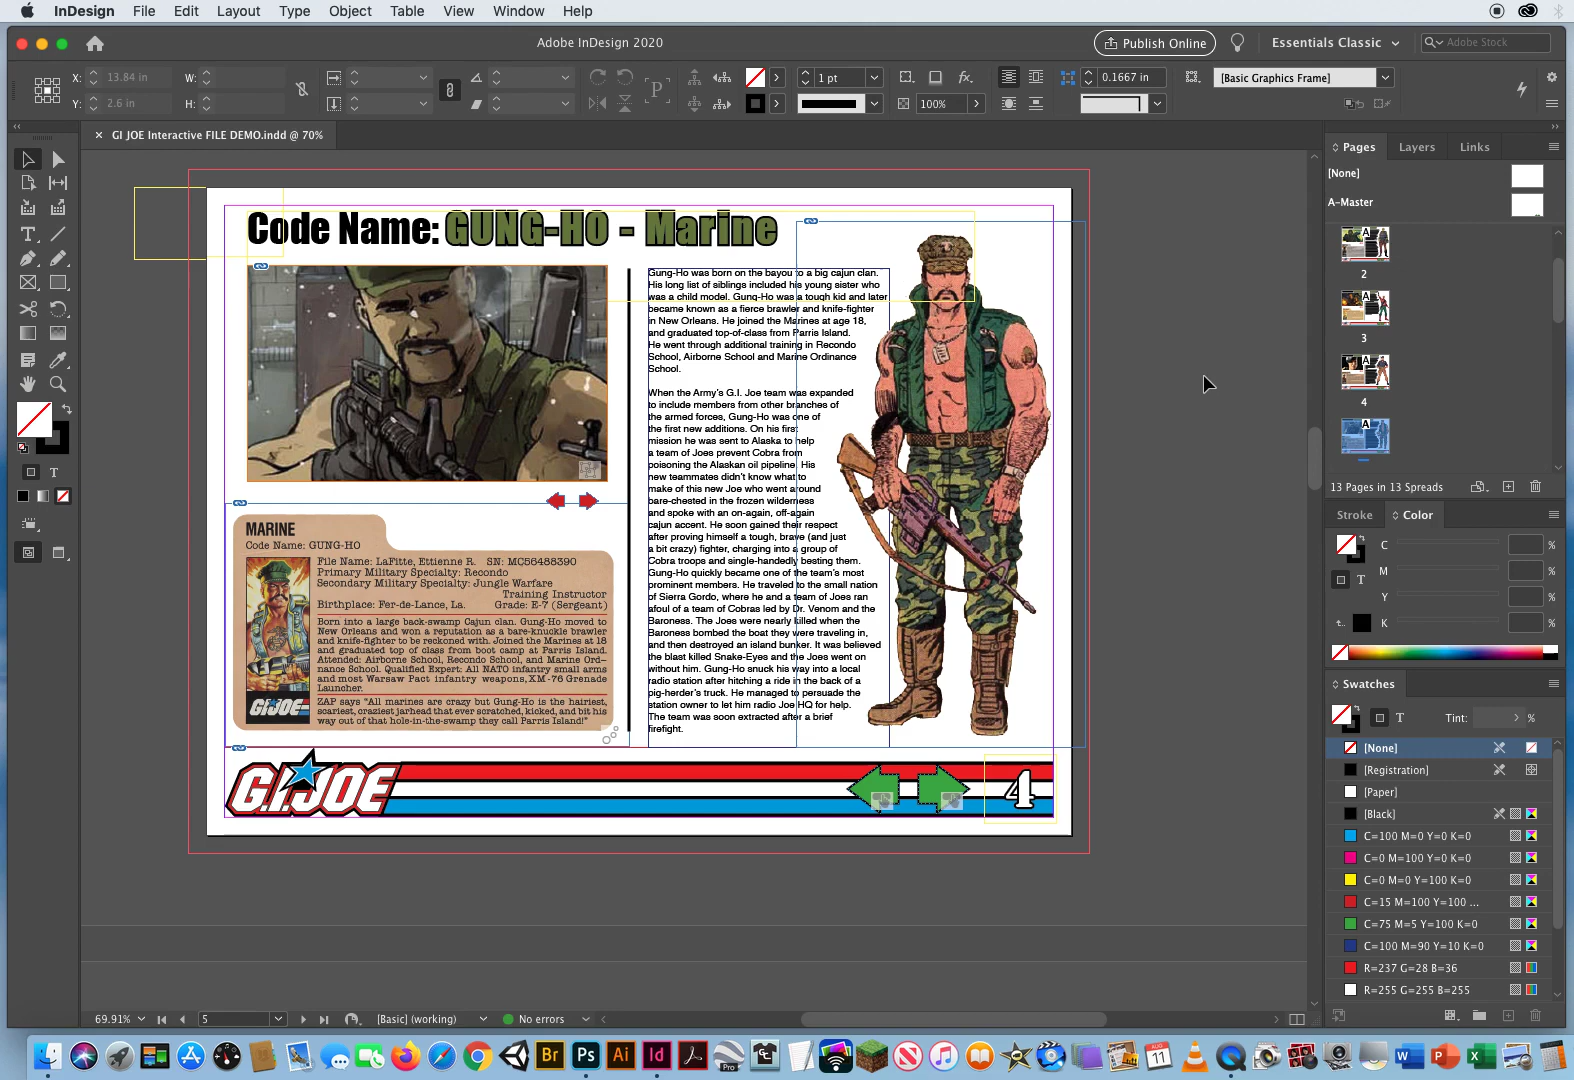 InDesign File Edit Layout Type Object Table View Window Help
Adobe InDesign 2020
Publish Online
Essentials Classic
Adobe Stock
X: 13.84 in W:
Y: 2.6 in H:
P
1 pt
fx.
100%
0.1667 in
[Basic Graphics Frame]
× GI JOE Interactive FILE DEMO.indd @ 70%
Code Name: GUNG-HO - Marine
Gung-Ho was born on the bayou to a big cajun clan.
His long list of siblings included his young sister who
was a child model. Gung-Ho was a tough kid and later
became known as a fierce brawler and knife-fighter
in New Orleans. He joined the Marines at age 18,
and graduated top-of-class from Parris Island.
He went through additional training in Recondo
School, Airborne School and Marine Ordinance
School.
When the Army's G.I. Joe team was expanded
to include members from other branches of
the armed forces, Gung-Ho was one of
the first new additions. On his first
mission he was sent to Alaska to help
a team of Joes prevent Cobra from
poisoning the Alaskan oil pipeline. His
new teammates didn't know what to
make of this new Joe who went around
bare-chested in the frozen wilderness
and spoke with an on-again, off-again
cajun accent. He soon gained their respect
after proving himself a tough, brave (and just
a bit crazy) fighter, charging into a group of
Cobra troops and single-handedly besting them.
Gung-Ho quickly became one of the team's most
prominent members. He traveled to the small nation
of Sierra Gordo, where he and a team of Joes ran
afoul of a team of Cobras led by Dr. Venom and the
Baroness. The Joes were nearly killed when the
Baroness bombed the boat they were traveling in,
and then destroyed an island bunker. It was believed
the blast killed Snake-Eyes and the Joes went on
without him. Gung-Ho snuck his way into a local
radio station after hitching a ride in the back of a
pig-herder's truck. He managed to persuade the
station owner to let him radio Joe HQ for help.
The team was soon extracted after a brief
firefight.
MARINE
Code Name: GUNG-HO
File Name: LaFitte, Ettienne R. SN: MC56488390
Primary Military Specialty: Recondo
Secondary Military Specialty: Jungle Warfare
Training Instructor
Birthplace: Fer-de-Lance, La. Grade: E-7 (Sergeant)
Born into a large back-swamp Cajun clan. Gung-Ho moved to
New Orleans and won a reputation as a bare-knuckle brawler
and knife-fighter to be reckoned with. Joined the Marines at 18
and graduated top of class from boot camp at Parris Island.
Attended: Airborne School, Recondo School, and Marine Ord-
nance School. Qualified Expert: All NATO infantry small arms
and most Warsaw Pact infantry weapons, XM-76 Grenade
Launcher.
ZAP says "All marines are crazy but Gung-Ho is the hairiest,
scariest, craziest jarhead that ever scratched, kicked, and bit his
way out of that hole-in-the-swamp they call Parris Island!"
GIJOE
G.I.JOE
4
Pages Layers Links
[None]
A-Master
A
2
A
3
A
4
A
13 Pages in 13 Spreads
Stroke Color
C %
M %
T
Y %
K %
Swatches
T Tint: %
[None]
[Registration]
[Paper]
[Black]
C=100 M=0 Y=0 K=0
C=0 M=100 Y=0 K=0
C=0 M=0 Y=100 K=0
C=15 M=100 Y=100 ...
C=75 M=5 Y=100 K=0
C=100 M=90 Y=10 K=0
R=237 G=28 B=36
R=255 G=255 B=255
69.91% 5 [Basic] (working) No errors
Br Ps Ai Id Pro AUG 11 W P X